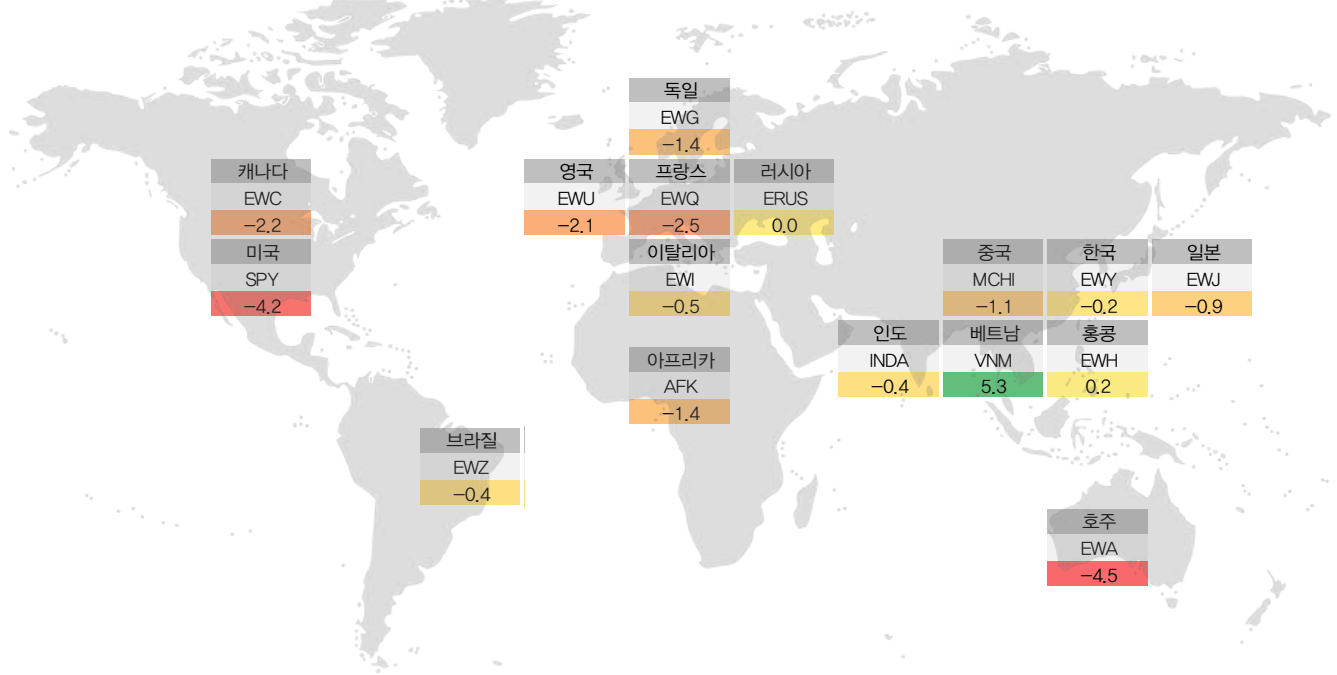 독일
EWG
-1.4
캐나다
EWC
-2.2
영국
EWU
-2.1
프랑스
EWQ
-2.5
러시아
ERUS
0.0
미국
SPY
-4.2
이탈리아
EWI
-0.5
중국
MCHI
-1.1
한국
EWY
-0.2
일본
EWJ
-0.9
인도
INDA
-0.4
베트남
VNM
5.3
홍콩
EWH
0.2
아프리카
AFK
-1.4
브라질
EWZ
-0.4
호주
EWA
-4.5